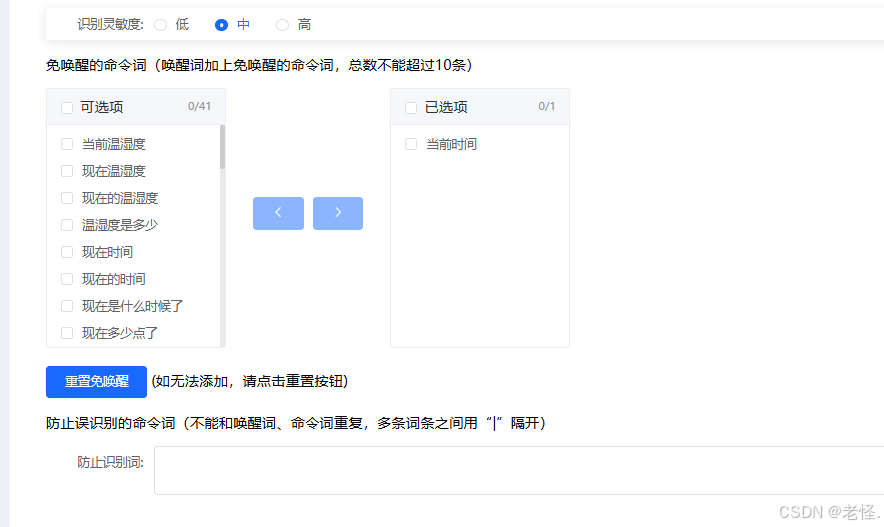 识别灵敏度: 低 中 高
免唤醒的命令词（唤醒词加上免唤醒的命令词，总数不能超过10条）
可选项 0/41
已选项 0/1
当前温湿度
当前时间
现在温湿度
现在的温湿度
温湿度是多少
现在时间
现在的时间
现在是什么时候了
现在多少点了
重置免唤醒 (如无法添加，请点击重置按钮)
防止误识别的命令词（不能和唤醒词、命令词重复，多条词条之间用“|”隔开）
防止识别词:
CSDN @老怪.